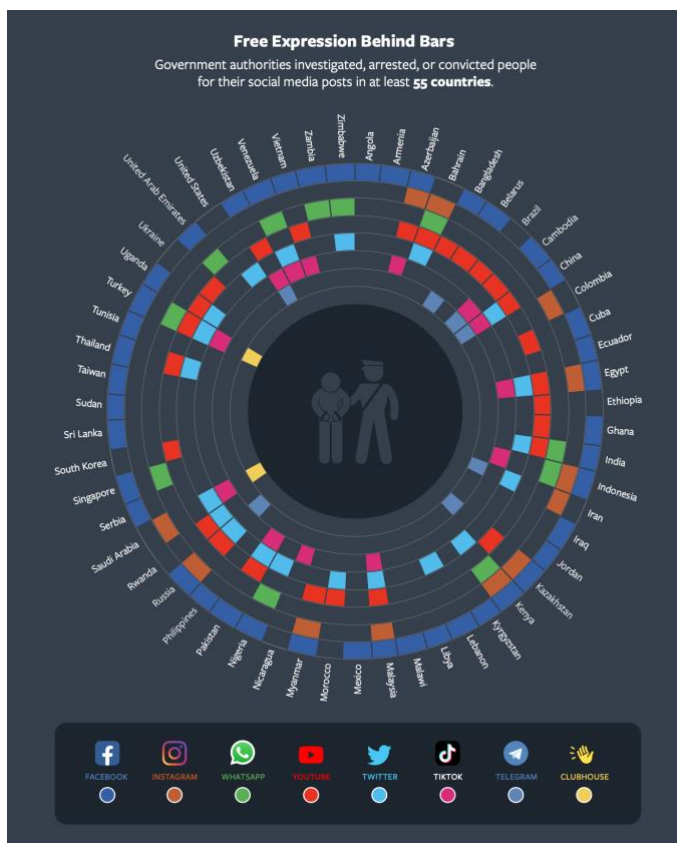 Free Expression Behind Bars
Government authorities investigated, arrested, or convicted people
for their social media posts in at least 55 countries.
Angola
Armenia
Azerbaijan
Bahrain
Bangladesh
Belarus
Brazil
Cambodia
China
Colombia
Cuba
Ecuador
Egypt
Ethiopia
Ghana
India
Indonesia
Iran
Iraq
Jordan
Kazakhstan
Kenya
Kyrgyzstan
Lebanon
Libya
Malawi
Malaysia
Mexico
Morocco
Myanmar
Nicaragua
Nigeria
Pakistan
Philippines
Russia
Rwanda
Saudi Arabia
Serbia
Singapore
South Korea
Sri Lanka
Sudan
Taiwan
Thailand
Tunisia
Turkey
Uganda
Ukraine
United Arab Emirates
United States
Uzbekistan
Venezuela
Vietnam
Zambia
Zimbabwe
FACEBOOK
INSTAGRAM
WHATSAPP
YOUTUBE
TWITTER
TIKTOK
TELEGRAM
CLUBHOUSE